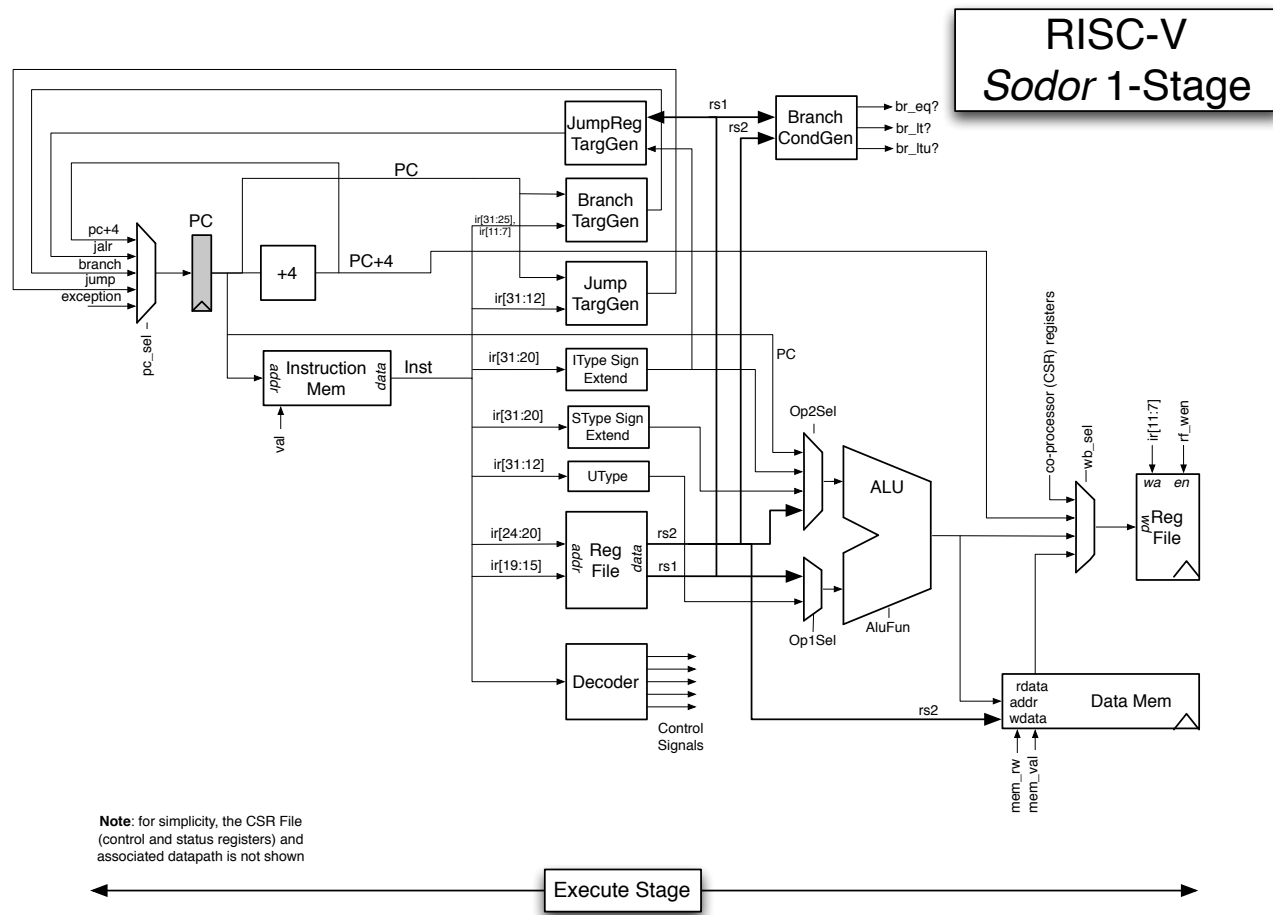 RISC-V
Sodor 1-Stage
br_eq?
rs1
Branch
CondGen
br_lt?
rs2
br_ltu?
JumpReg
TargGen
PC
Branch
TargGen
ir[31:25],
ir[11:7]
PC
pc+4
jalr
branch
jump
exception
pc_sel
+4
PC+4
Jump
TargGen
ir[31:12]
Instruction
Mem
addr
data
val
Inst
ir[31:20]
IType Sign
Extend
PC
ir[31:20]
SType Sign
Extend
ir[31:12]
UType
Op2Sel
ALU
co-processor (CSR) registers
wb_sel
ir[11:7]
rf_wen
wa
en
wd
Reg
File
ir[24:20]
ir[19:15]
addr
Reg
File
data
rs2
rs1
Op1Sel
AluFun
Decoder
Control
Signals
rs2
rdata
addr
wdata
Data Mem
mem_rw
mem_val
Note: for simplicity, the CSR File
(control and status registers) and
associated datapath is not shown
Execute Stage